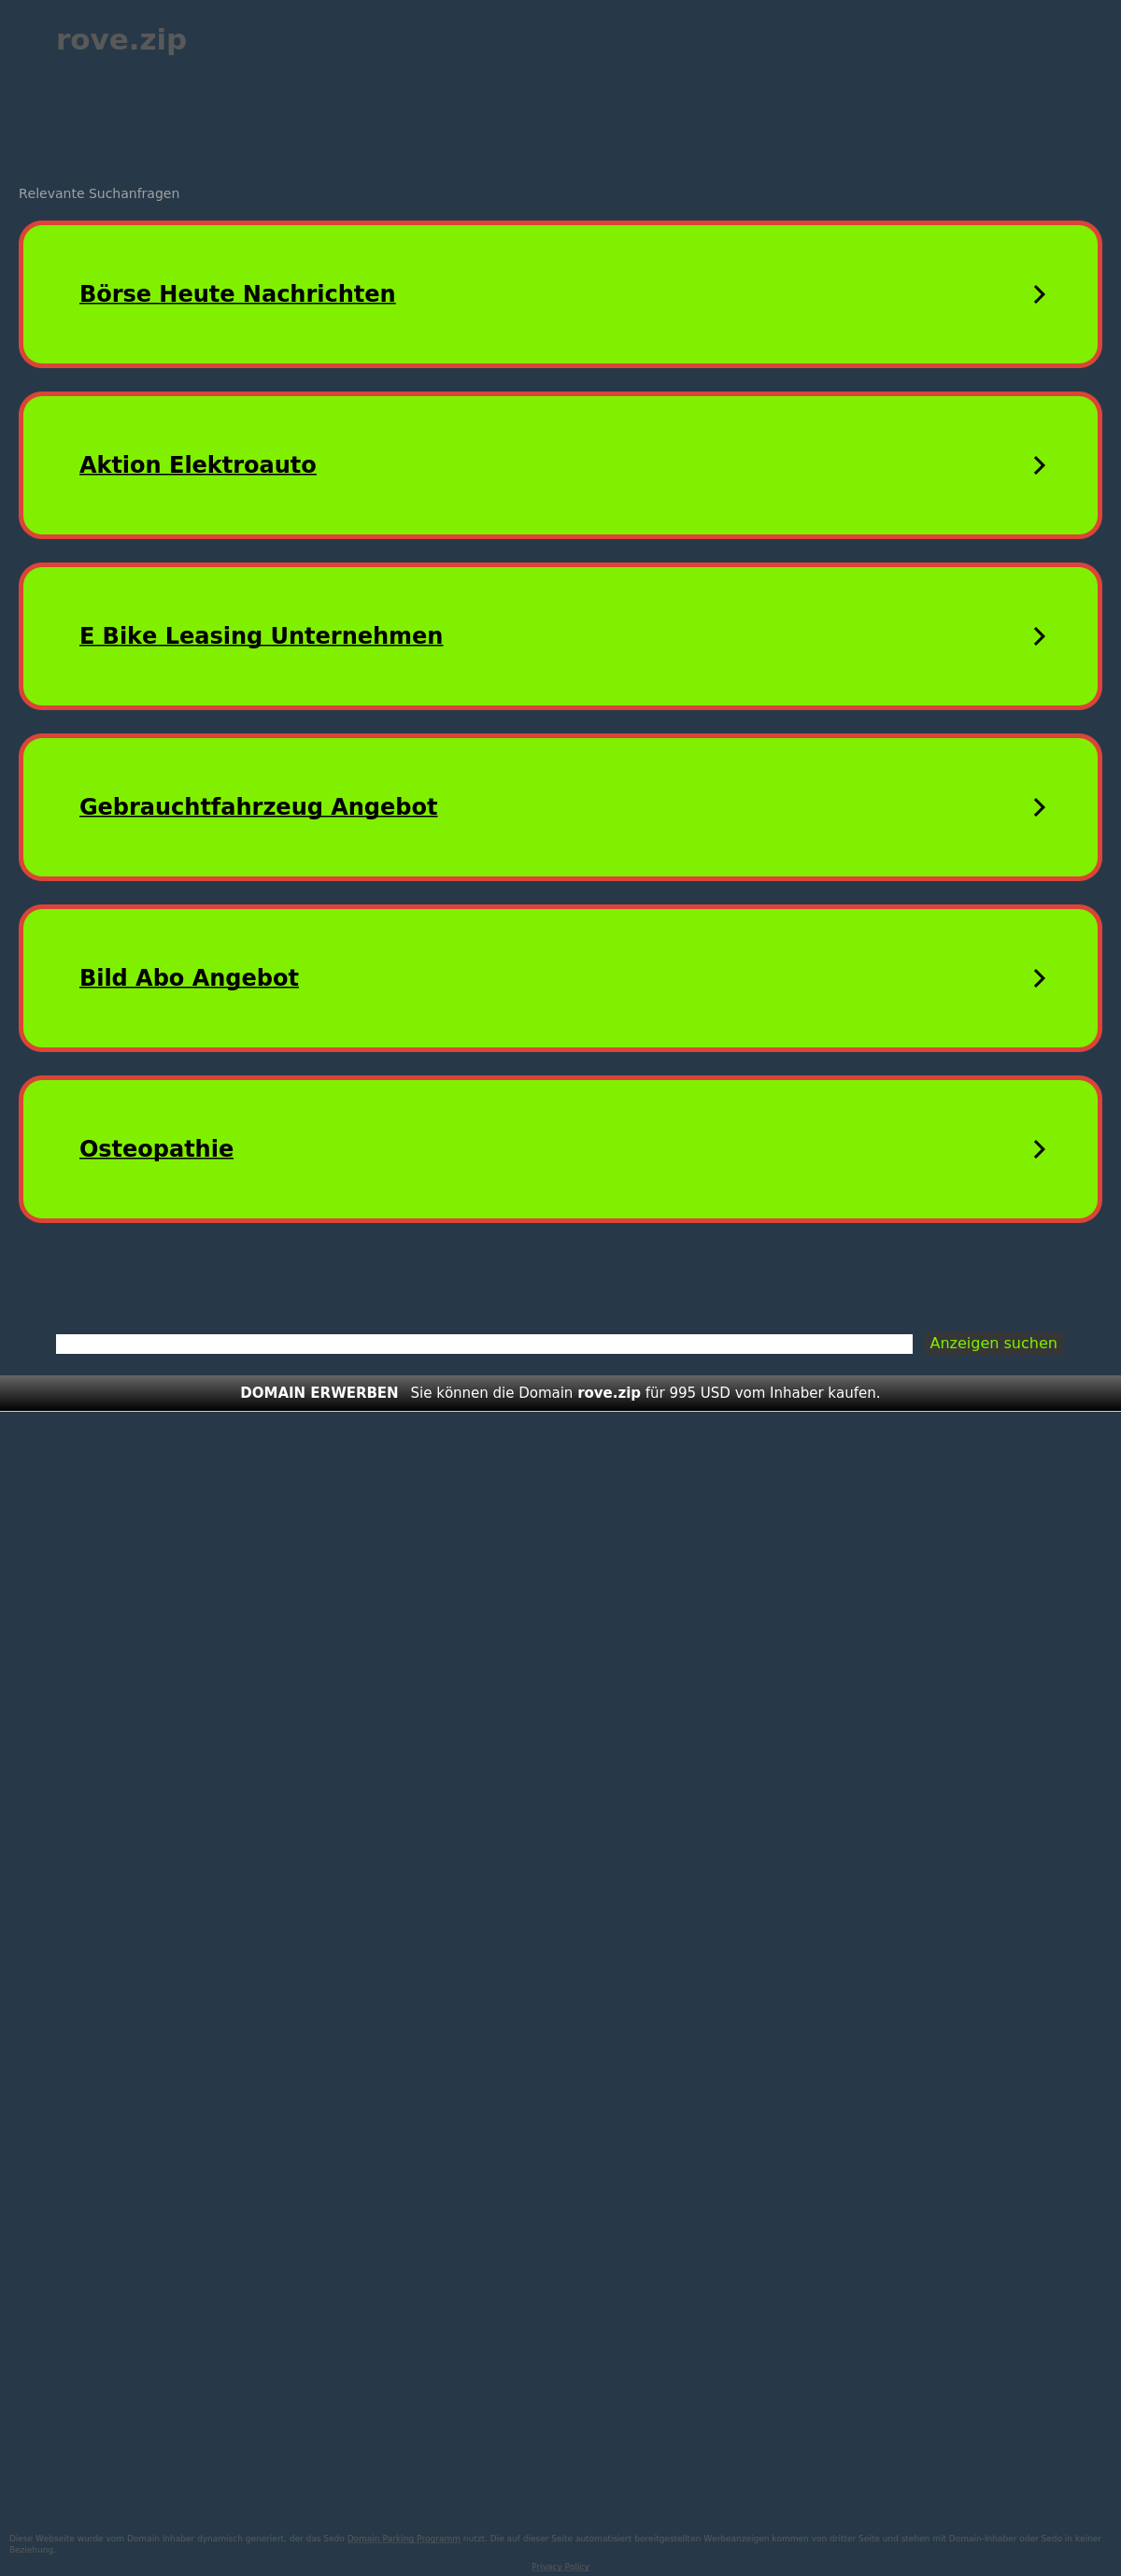 rove.zip
Relevante Suchanfragen
Börse Heute Nachrichten
Aktion Elektroauto
E Bike Leasing Unternehmen
Gebrauchtfahrzeug Angebot
Bild Abo Angebot
Osteopathie
Anzeigen suchen
DOMAIN ERWERBEN Sie können die Domain rove.zip für 995 USD vom Inhaber kaufen.
Diese Webseite wurde vom Domain Inhaber dynamisch generiert, der das Sedo Domain Parking Programm nutzt. Die auf dieser Seite automatisiert bereitgestellten Werbeanzeigen kommen von dritter Seite und stehen mit Domain-Inhaber oder Sedo in keiner
Beziehung.
Privacy Policy